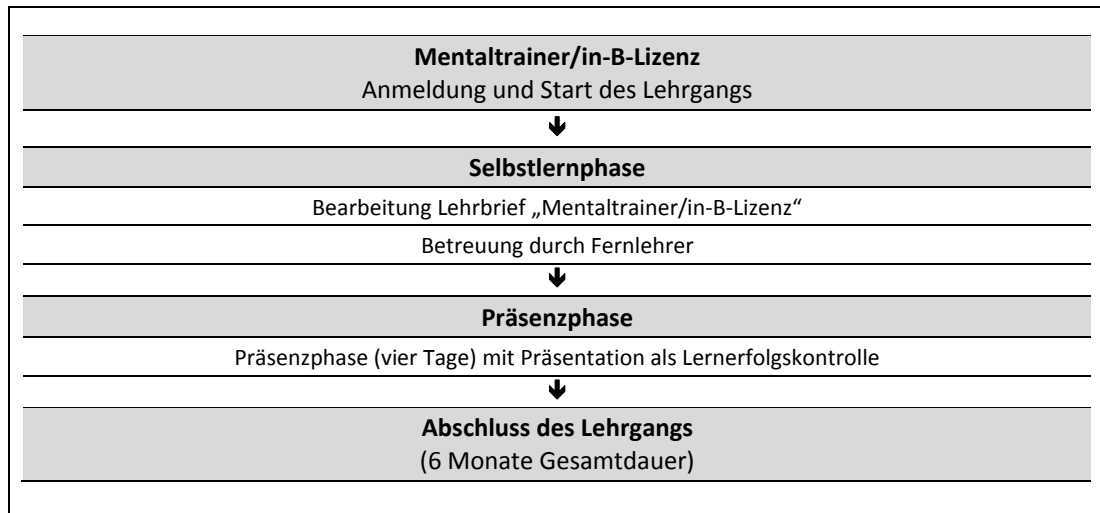 Mentaltrainer/in-B-Lizenz
Anmeldung und Start des Lehrgangs
Selbstlernphase
Bearbeitung Lehrbrief „Mentaltrainer/in-B-Lizenz“
Betreuung durch Fernlehrer
Präsenzphase
Präsenzphase (vier Tage) mit Präsentation als Lernerfolgskontrolle
Abschluss des Lehrgangs
(6 Monate Gesamtdauer)